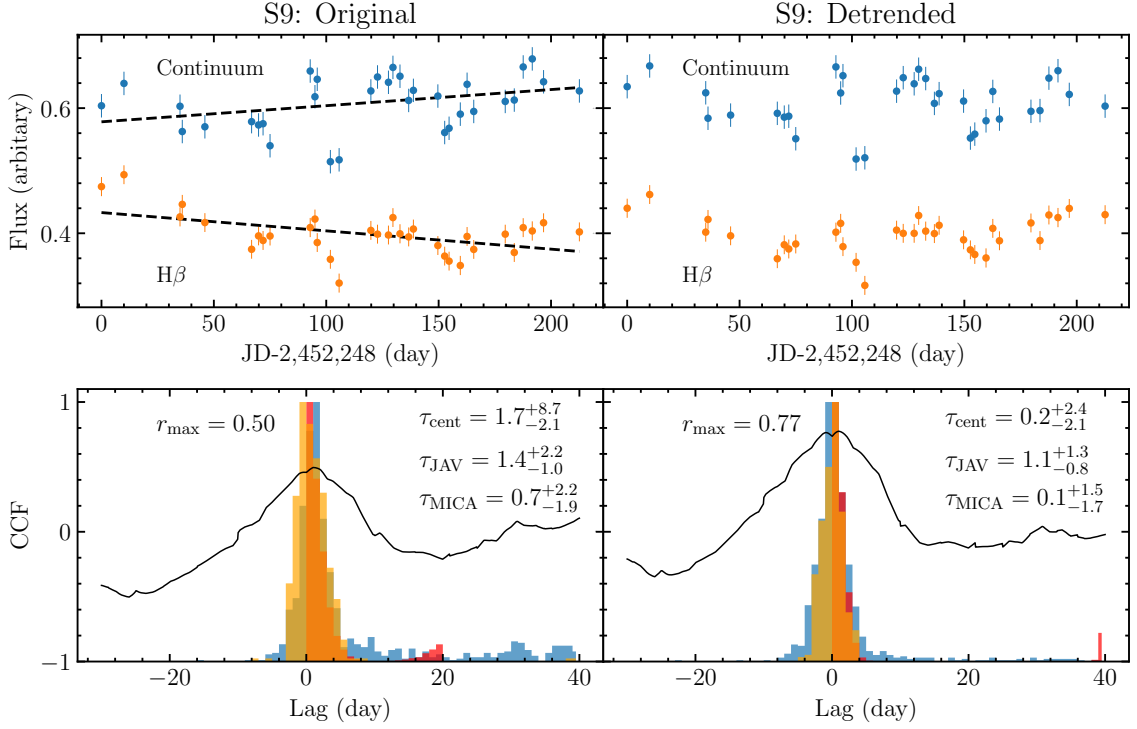 S9: Original
S9: Detrended
Flux (arbitary)
0.6
0.4
Continuum
Hβ
Continuum
Hβ
0 50 100 150 200
0 50 100 150 200
JD-2,452,248 (day)
JD-2,452,248 (day)
CCF
1
0
−1
r_max = 0.50
τ_cent = 1.7^{+8.7}_{−2.1}
τ_JAV = 1.4^{+2.2}_{−1.0}
τ_MICA = 0.7^{+2.2}_{−1.9}
r_max = 0.77
τ_cent = 0.2^{+2.4}_{−2.1}
τ_JAV = 1.1^{+1.3}_{−0.8}
τ_MICA = 0.1^{+1.5}_{−1.7}
−20 0 20 40
−20 0 20 40
Lag (day)
Lag (day)